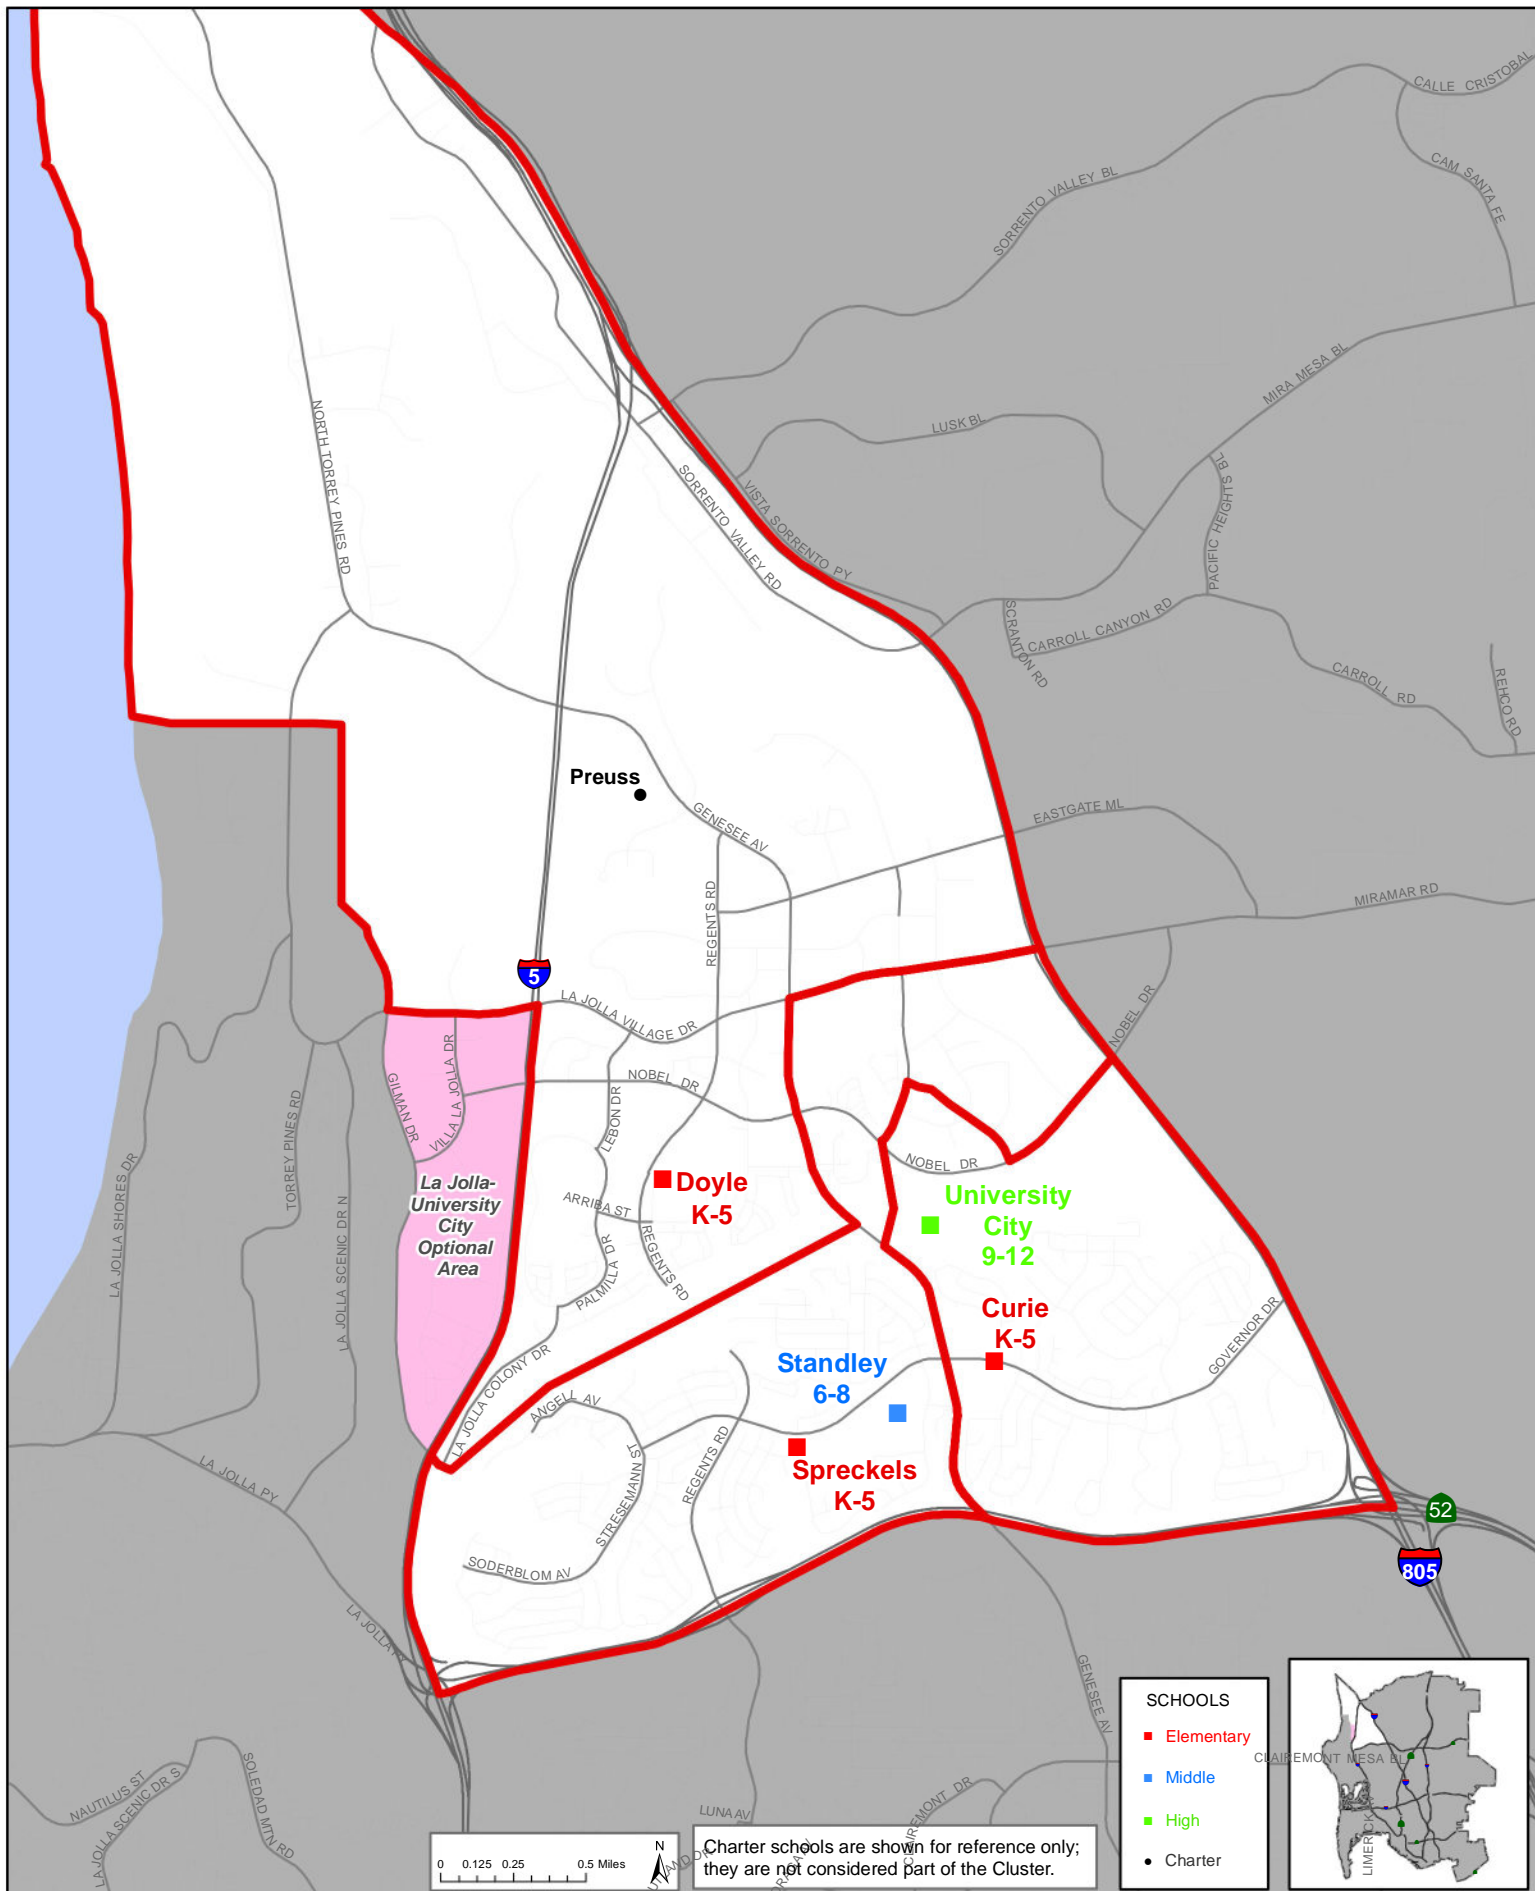 CALLE CRISTOBAL
CAM SANTA FE
SORRENTO VALLEY BL
MIRA MESA BL
LUSK BL
NORTH TORREY PINES RD
SORRENTO VALLEY RD
VISTA SORRENTO PY
PACIFIC HEIGHTS BL
SCRANTON RD
CARROLL CANYON RD
CARROLL RD
REHCO RD
Preuss
GENESEE AV
EASTGATE ML
MIRAMAR RD
REGENTS RD
5
LA JOLLA VILLAGE DR
NOBEL DR
GILMAN DR
VILLA LA JOLLA DR
NOBEL DR
LEBON DR
NOBEL DR
TORREY PINES RD
LA JOLLA SHORES DR
LA JOLLA SCENIC DR N
La Jolla-
University
City
Optional
Area
ARRIBA ST
Doyle
K-5
REGENTS RD
PALMILLA DR
University
City
9-12
Curie
K-5
GOVERNOR DR
Standley
6-8
LA JOLLA COLONY DR
ANGELL AV
STRESEMANN ST
REGENTS RD
Spreckels
K-5
LA JOLLA PY
SODERBLOM AV
52
805
LA JOLLA PY
GENESEE AV
NAUTILUS ST
LA JOLLA SCENIC DR S
SOLEDAD MTN RD
LUNA AV
CLAIREMONT DR
CLAIREMONT MESA BL
LIMERICK
SCHOOLS
Elementary
Middle
High
Charter
0 0.125 0.25 0.5 Miles
N
Charter schools are shown for reference only;
they are not considered part of the Cluster.